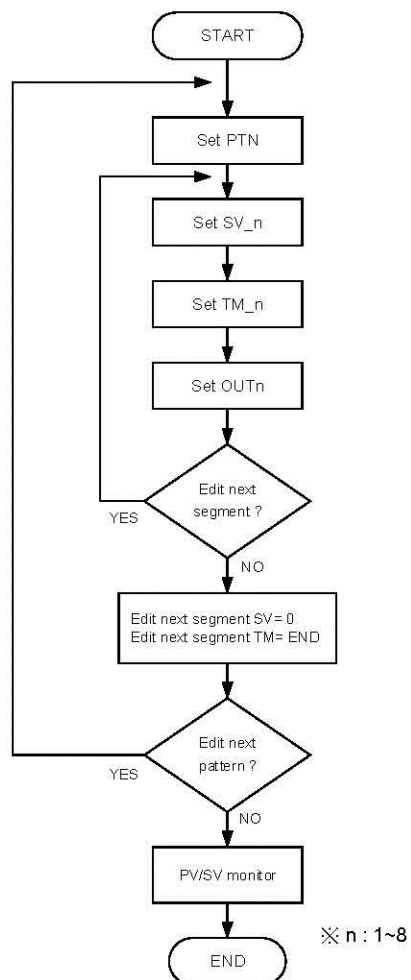 START
Set PTN
Set SV_n
Set TM_n
Set OUTn
Edit next
segment ?
YES
NO
Edit next segment SV= 0
Edit next segment TM= END
Edit next
pattern ?
YES
NO
PV/SV monitor
※ n : 1~8
END